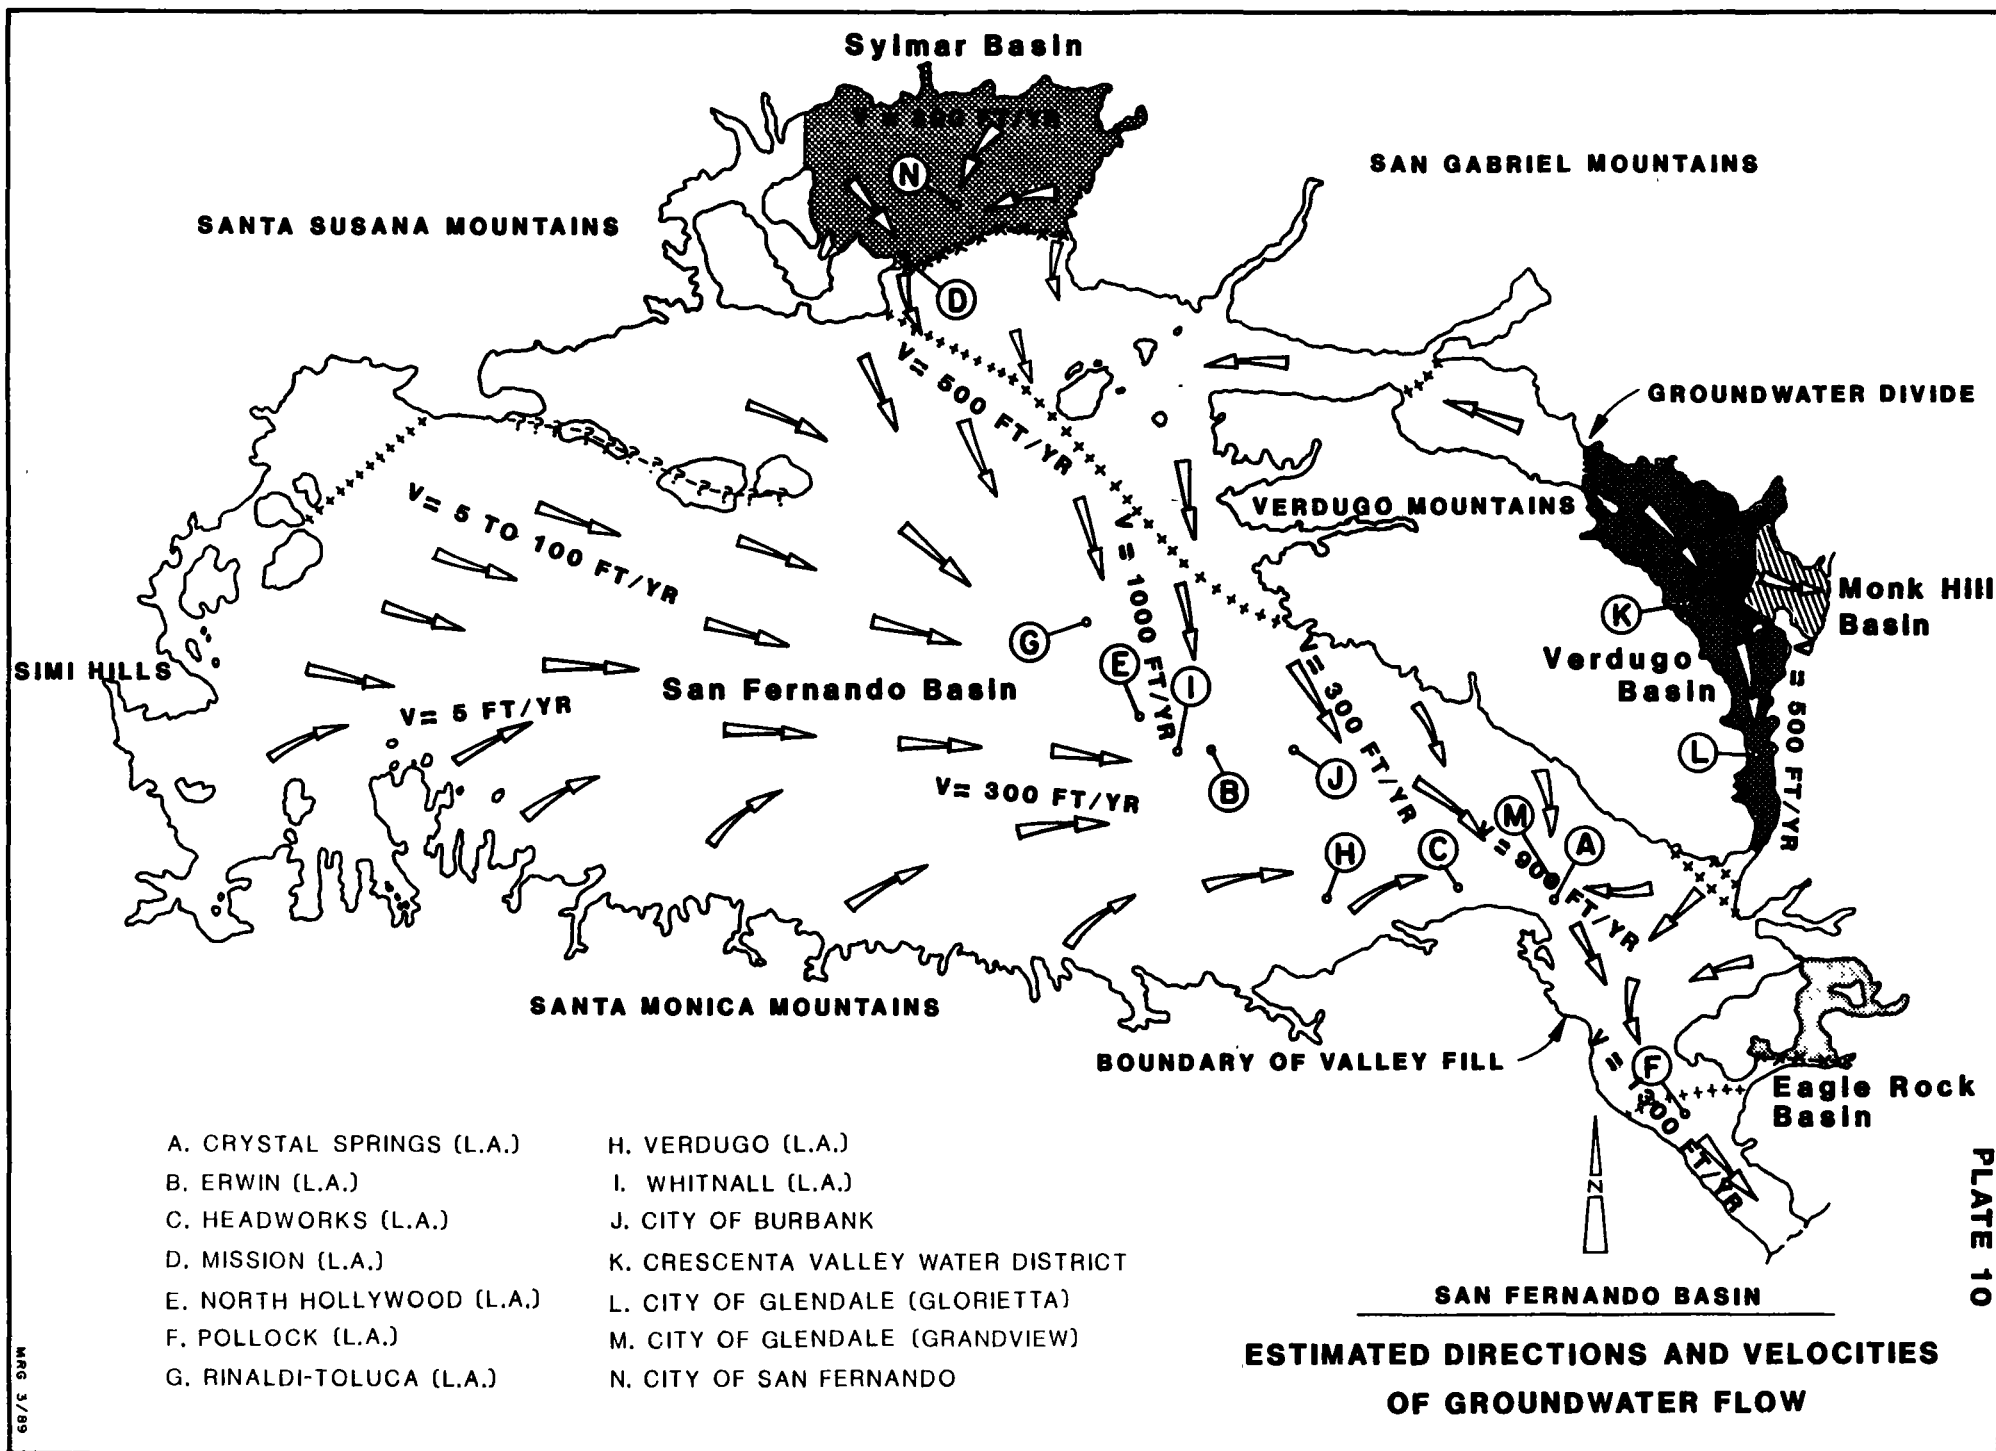 Sylmar Basin
SAN GABRIEL MOUNTAINS
N
SANTA SUSANA MOUNTAINS
D
V= 500 FT/YR
GROUNDWATER DIVIDE
V= 5 TO 100 FT/YR
VERDUGO MOUNTAINS
V= 1000 FT/YR
Monk Hill
Basin
K
G
E
Verdugo
Basin
SIMI HILLS
San Fernando Basin
I
V= 5 FT/YR
V= 300 FT/YR
V= 500 FT/YR
L
V= 300 FT/YR
B
J
M
A
H
C
FT/YR
SANTA MONICA MOUNTAINS
BOUNDARY OF VALLEY FILL
F
V=
FT/YR
Eagle Rock
Basin
A. CRYSTAL SPRINGS (L.A.)
B. ERWIN (L.A.)
C. HEADWORKS (L.A.)
D. MISSION (L.A.)
E. NORTH HOLLYWOOD (L.A.)
F. POLLOCK (L.A.)
G. RINALDI-TOLUCA (L.A.)
H. VERDUGO (L.A.)
I. WHITNALL (L.A.)
J. CITY OF BURBANK
K. CRESCENTA VALLEY WATER DISTRICT
L. CITY OF GLENDALE (GLORIETTA)
M. CITY OF GLENDALE (GRANDVIEW)
N. CITY OF SAN FERNANDO
N
SAN FERNANDO BASIN
ESTIMATED DIRECTIONS AND VELOCITIES
OF GROUNDWATER FLOW
PLATE 10
MRG 3/89